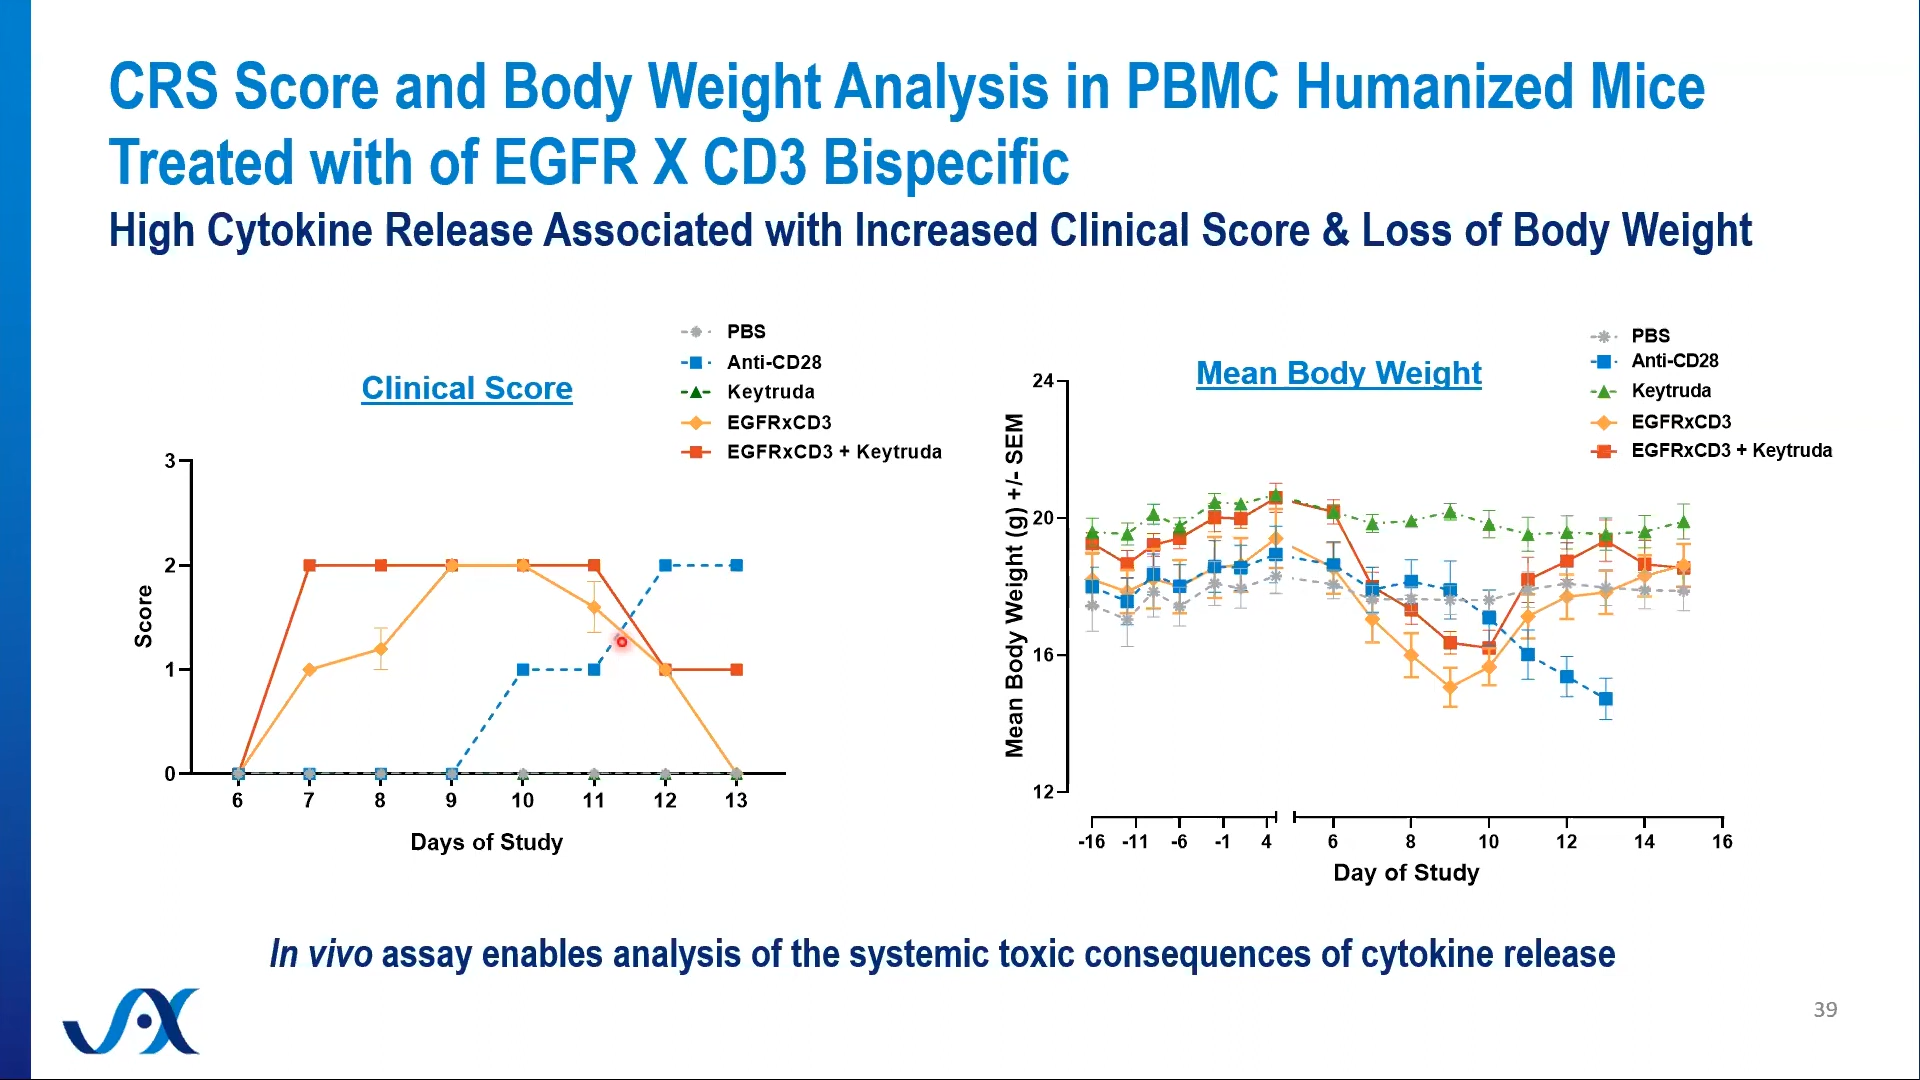 CRS Score and Body Weight Analysis in PBMC Humanized Mice
Treated with of EGFR X CD3 Bispecific
High Cytokine Release Associated with Increased Clinical Score & Loss of Body Weight
Clinical Score
PBS
Anti-CD28
Keytruda
EGFRxCD3
EGFRxCD3 + Keytruda
3
2
1
0
Score
6 7 8 9 10 11 12 13
Days of Study
Mean Body Weight
PBS
Anti-CD28
Keytruda
EGFRxCD3
EGFRxCD3 + Keytruda
24
20
16
12
Mean Body Weight (g) +/- SEM
-16 -11 -6 -1 4 6 8 10 12 14 16
Day of Study
In vivo assay enables analysis of the systemic toxic consequences of cytokine release
JAX
39